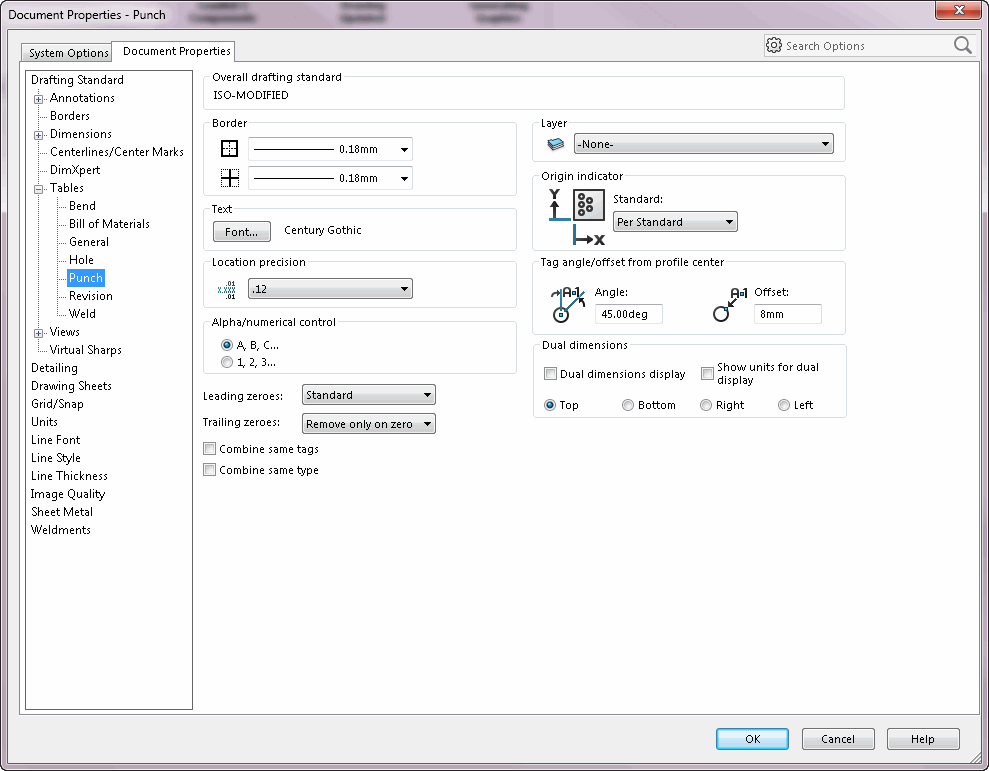 Document Properties - Punch
System Options
Document Properties
Search Options
Drafting Standard
Annotations
Borders
Dimensions
Centerlines/Center Marks
DimXpert
Tables
Bend
Bill of Materials
General
Hole
Punch
Revision
Weld
Views
Virtual Sharps
Detailing
Drawing Sheets
Grid/Snap
Units
Line Font
Line Style
Line Thickness
Image Quality
Sheet Metal
Weldments
Overall drafting standard
ISO-MODIFIED
Border
0.18mm
0.18mm
Text
Font...
Century Gothic
Location precision
.01
x.xxx
.01
.12
Alpha/numerical control
A, B, C...
1, 2, 3...
Leading zeroes:
Standard
Trailing zeroes:
Remove only on zero
Combine same tags
Combine same type
Layer
-None-
Origin indicator
Y
X
Standard:
Per Standard
Tag angle/offset from profile center
A1
Angle:
45.00deg
A1
Offset:
8mm
Dual dimensions
Dual dimensions display
Show units for dual
display
Top
Bottom
Right
Left
OK
Cancel
Help